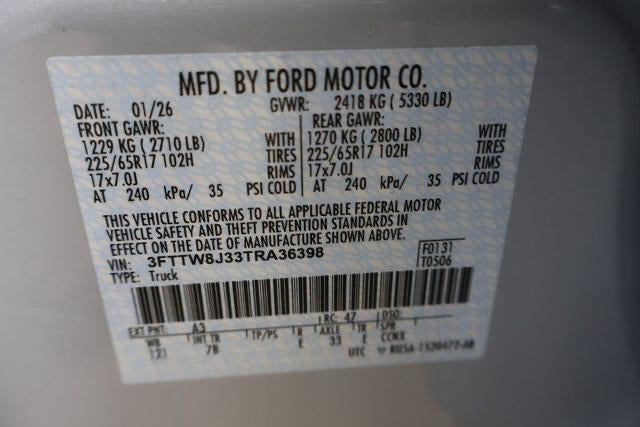 MFD. BY FORD MOTOR CO.
DATE: 01/26 GVWR: 2418 KG ( 5330 LB)
FRONT GAWR: REAR GAWR:
1229 KG ( 2710 LB) WITH 1270 KG ( 2800 LB) WITH
225/65R17 102H TIRES 225/65R17 102H TIRES
17x7.0J RIMS 17x7.0J RIMS
AT 240 kPa/ 35 PSI COLD AT 240 kPa/ 35 PSI COLD
THIS VEHICLE CONFORMS TO ALL APPLICABLE FEDERAL MOTOR
VEHICLE SAFETY AND THEFT PREVENTION STANDARDS IN
EFFECT ON THE DATE OF MANUFACTURE SHOWN ABOVE.
VIN: 3FTTW8J33TRA36398 F0131
TYPE: Truck T0506
EXT PNT: A3 RC: 47 DSO:
WB INT TR TP/PS R AXLE TR SPR
121 7B E 33 E CCNX
UTC